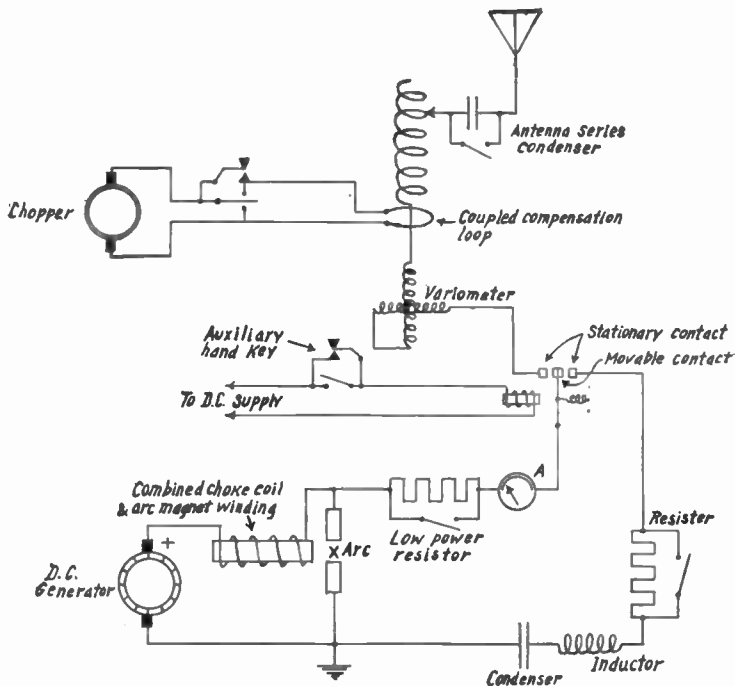 Antenna Series
condenser
Chopper
Coupled compensation
loop
Variometer
Auxiliary
hand Key
Stationary contact
Movable contact
To D.C. Supply
A
Combined choke coil
& arc magnet winding
+
Arc
Low power
resistor
Resister
D.C.
Generator
Condenser
Inductor